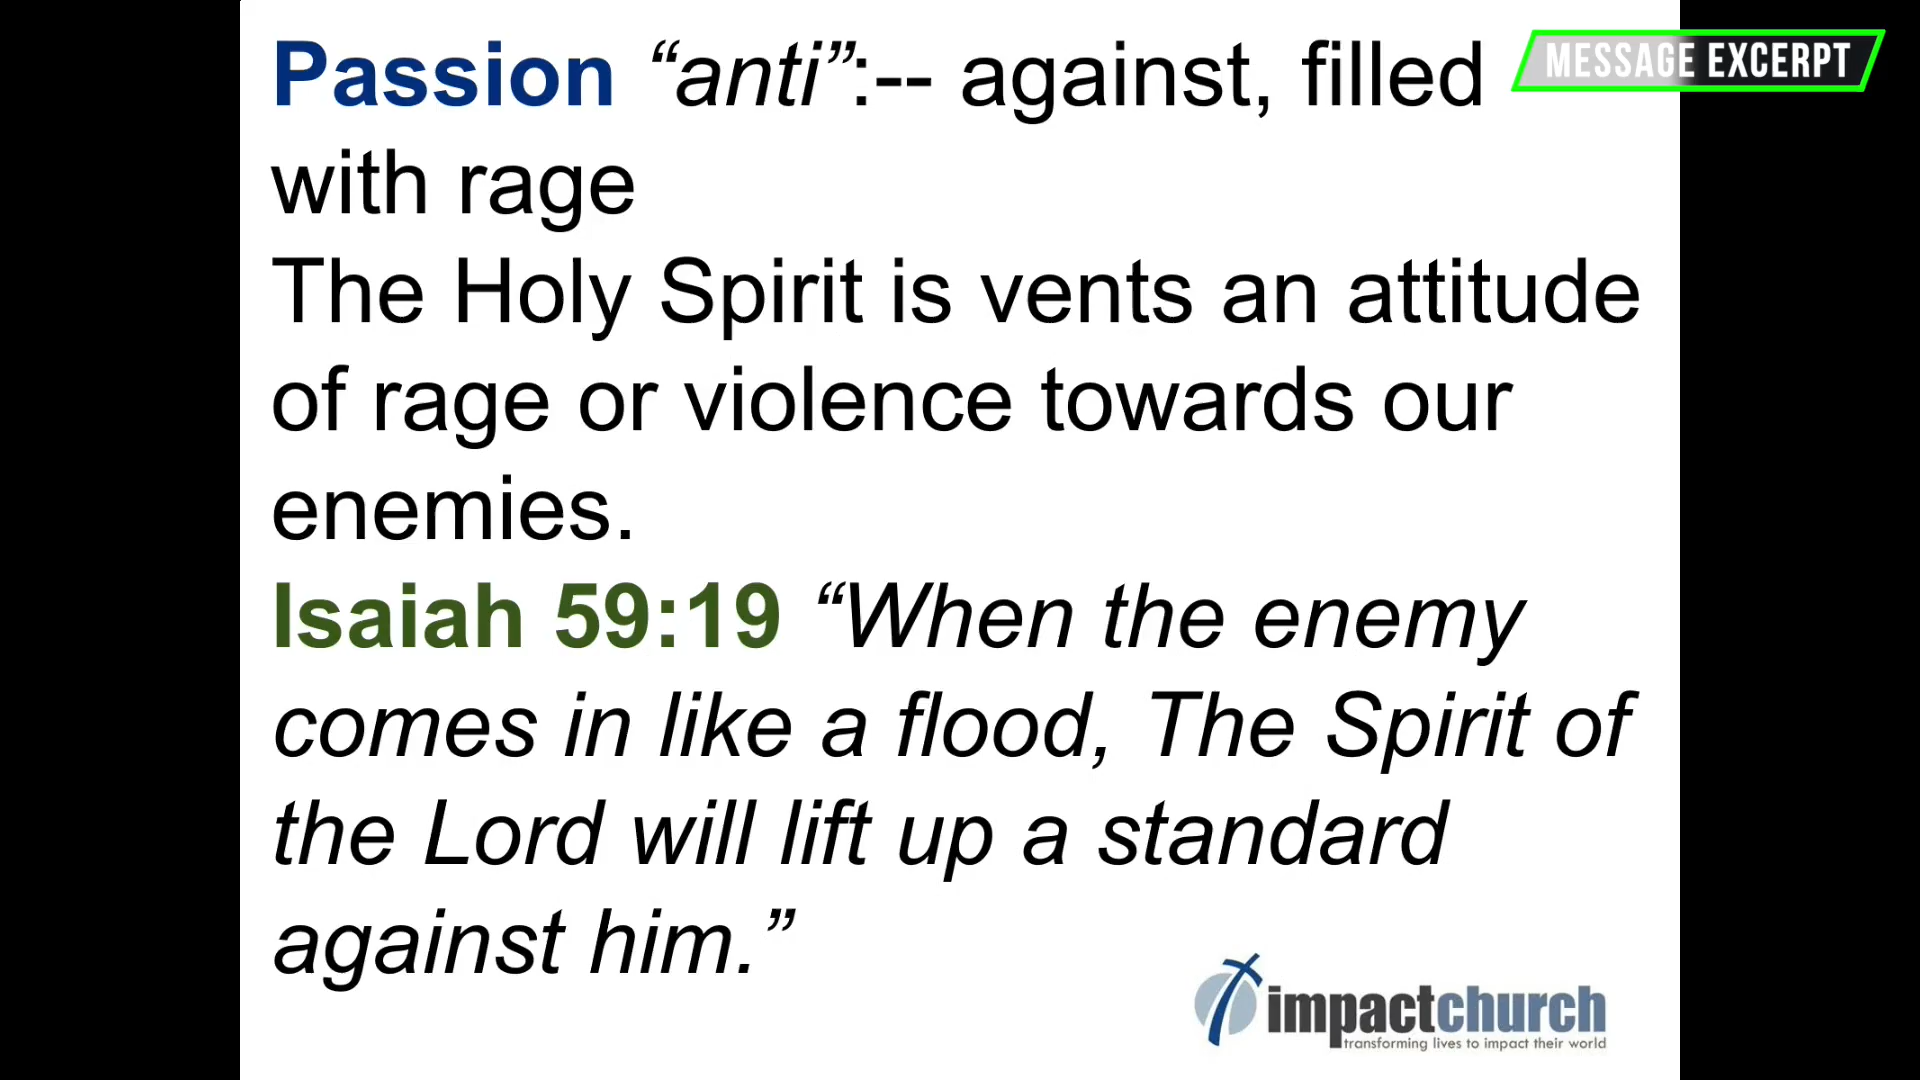 Passion “anti”:-- against, filled
MESSAGE EXCERPT
with rage
The Holy Spirit is vents an attitude
of rage or violence towards our
enemies.
Isaiah 59:19 “When the enemy
comes in like a flood, The Spirit of
the Lord will lift up a standard
against him.”
impactchurch
transforming lives to impact their world